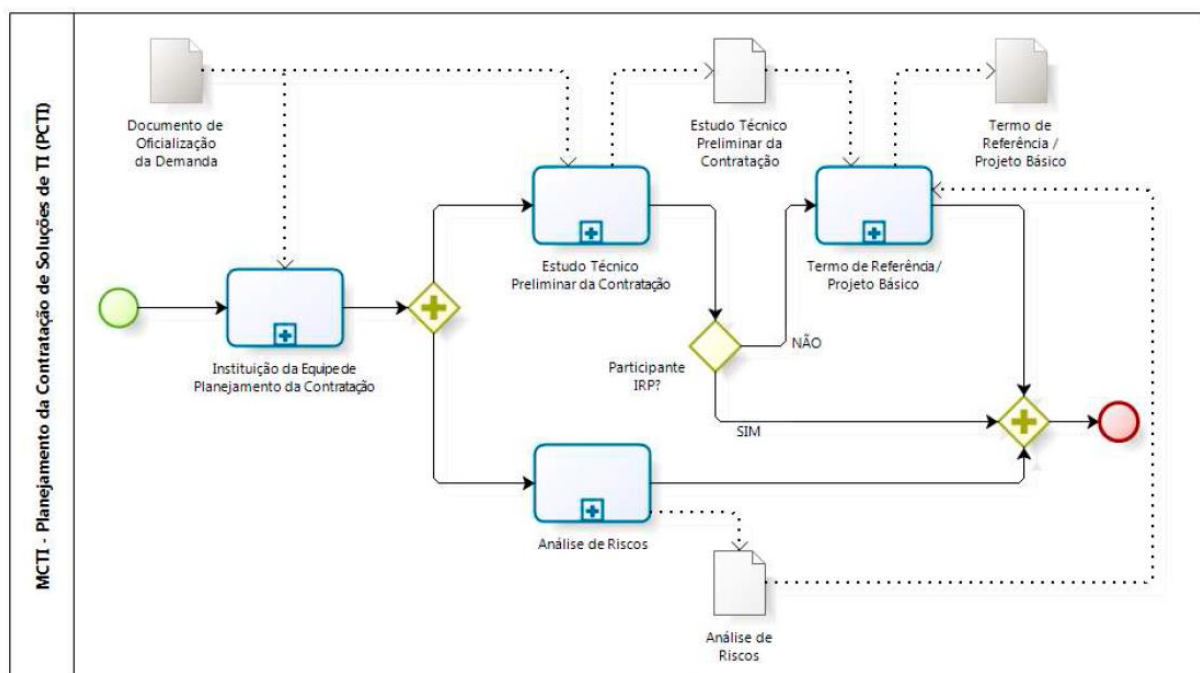 MCTI - Planejamento da Contratação de Soluções de TI (PCTI)
Documento de
Oficialização
da Demanda
Estudo Técnico
Preliminar da
Contratação
Termo de
Referência /
Projeto Básico
Estudo Técnico
Preliminar da Contratação
Termo de Referência/
Projeto Básico
Instituição da Equipe de
Planejamento da Contratação
Participante
IRP?
NÃO
SIM
Análise de Riscos
Análise de
Riscos